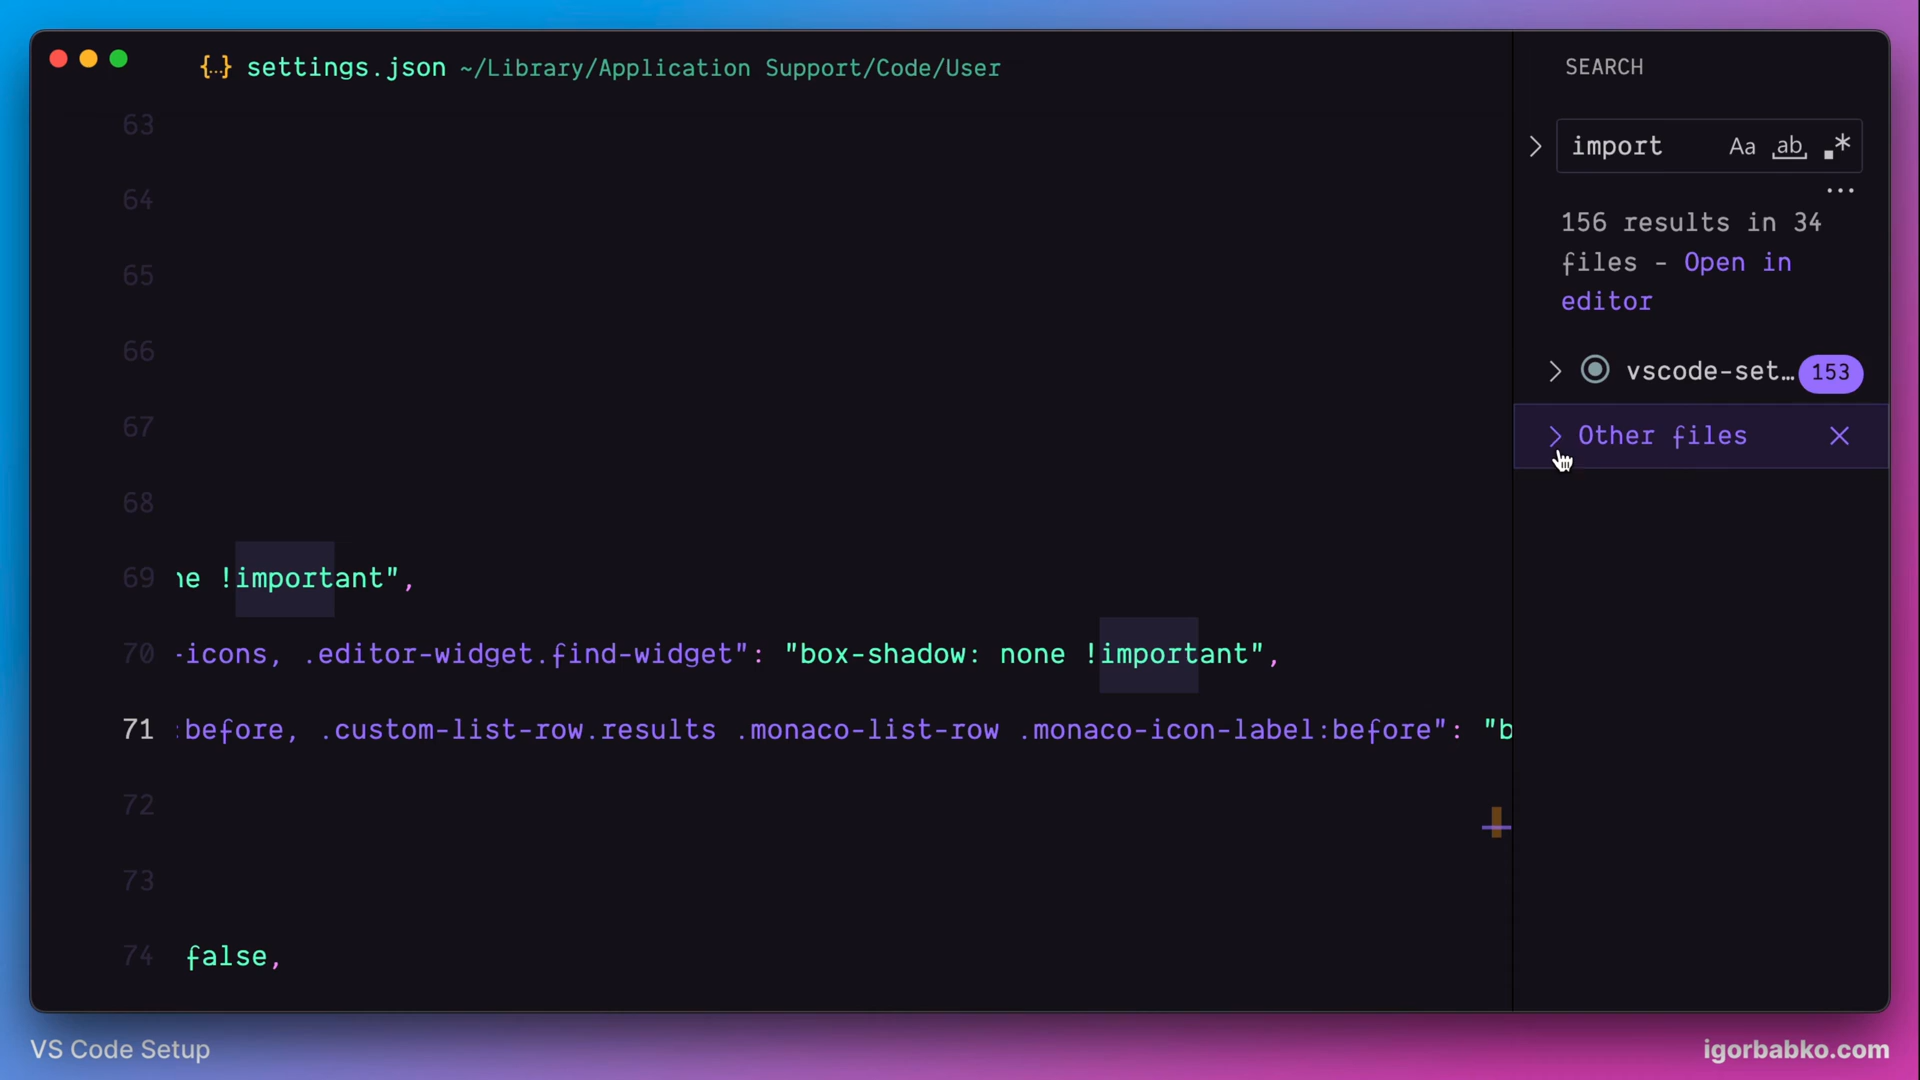 {..} settings.json ~/Library/Application Support/Code/User
63
64
65
66
67
68
69 ne !important",
70 -icons, .editor-widget.find-widget": "box-shadow: none !important",
71 :before, .custom-list-row.results .monaco-list-row .monaco-icon-label:before": "b
72
73
74 false,
SEARCH
import Aa ab .*
...
156 results in 34
files - Open in
editor
vscode-set… 153
Other files
VS Code Setup
igorbabko.com